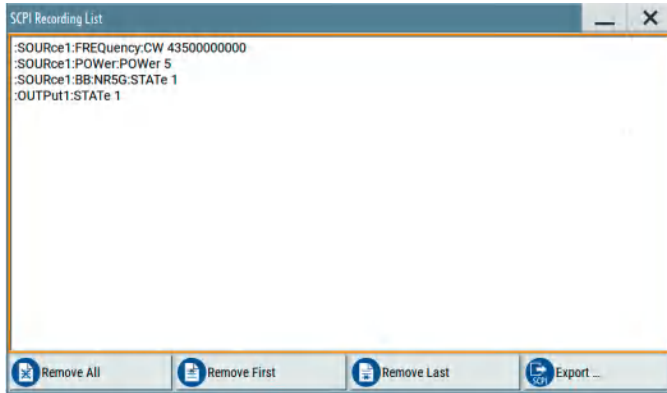 SCPI Recording List
:SOURce1:FREQuency:CW 43500000000
:SOURce1:POWer:POWer 5
:SOURce1:BB:NR5G:STATe 1
:OUTPut1:STATe 1
Remove All Remove First Remove Last SCPI Export ...